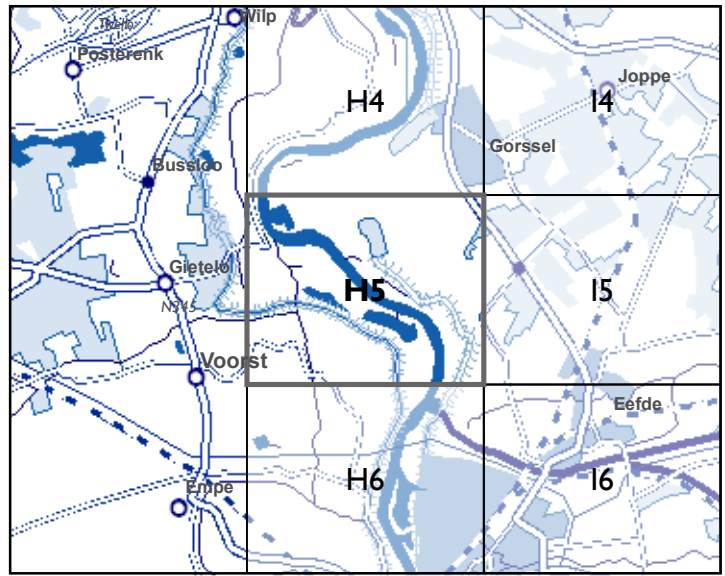 Twello
Wilp
Posterenk
Joppe
H4
I4
Gorssel
Bussloo
Gietelo
H5
I5
N345
Voorst
Eefde
H6
I6
Empe